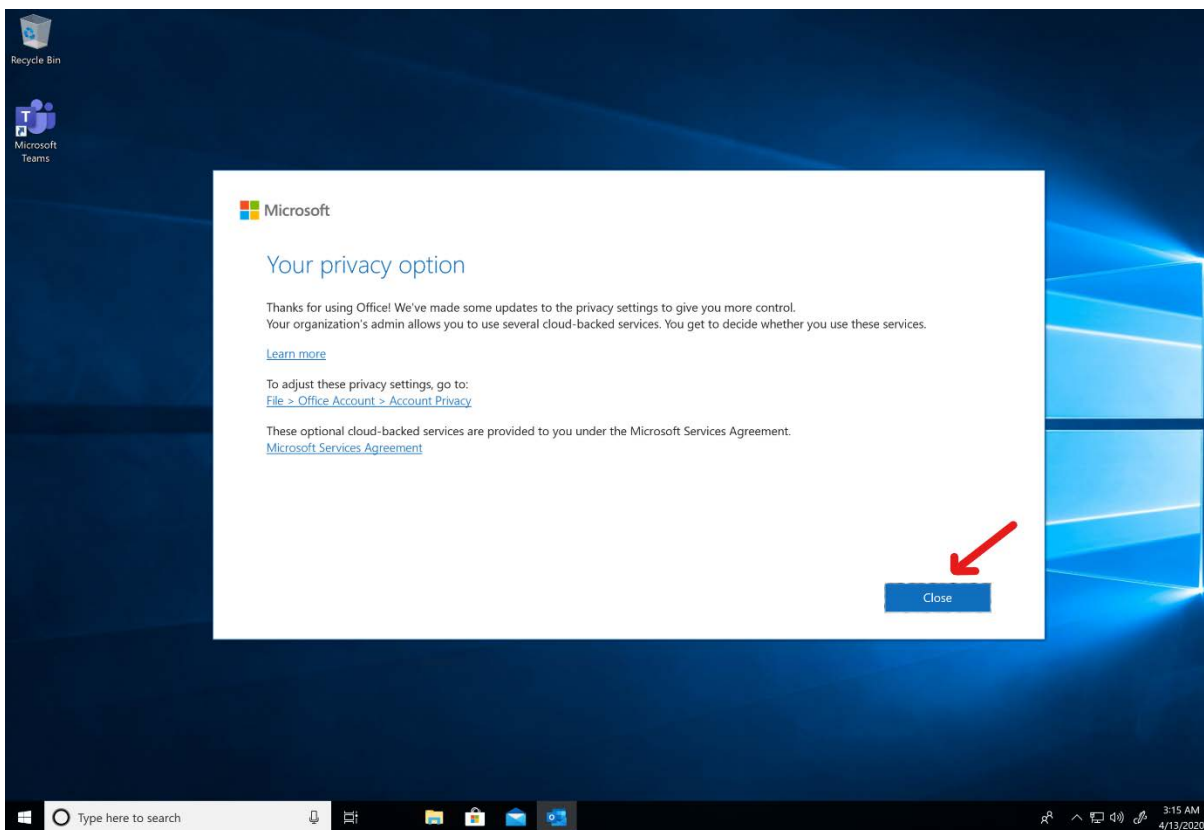 Recycle Bin
Microsoft
Teams
Microsoft
Your privacy option
Thanks for using Office! We've made some updates to the privacy settings to give you more control.
Your organization's admin allows you to use several cloud-backed services. You get to decide whether you use these services.
Learn more
To adjust these privacy settings, go to:
File > Office Account > Account Privacy
These optional cloud-backed services are provided to you under the Microsoft Services Agreement.
Microsoft Services Agreement
Close
Type here to search
3:15 AM
4/13/2020